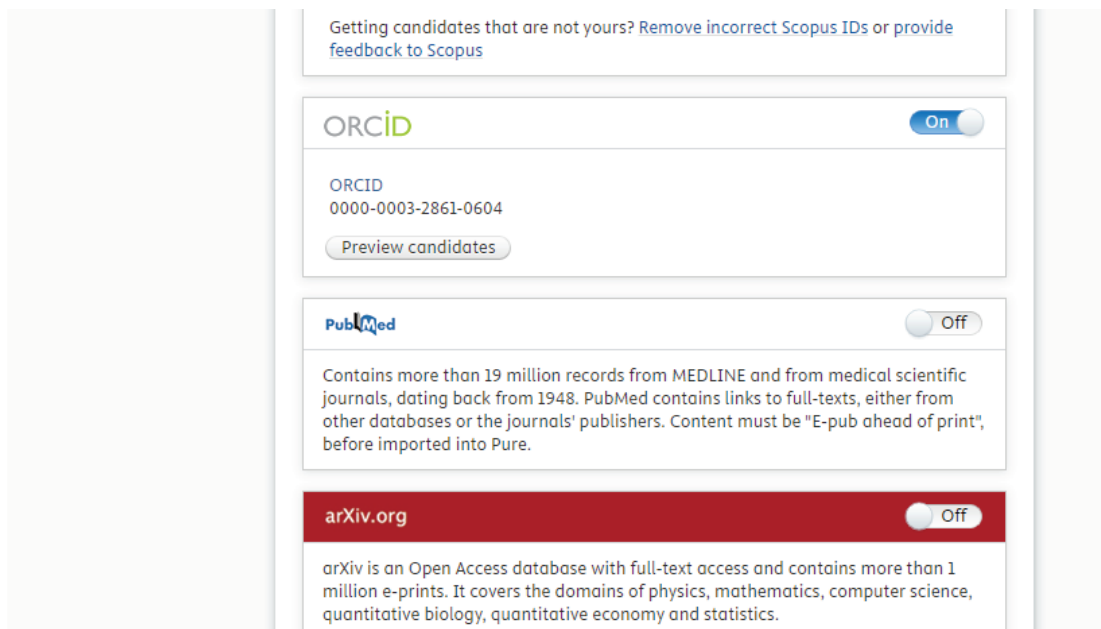 Getting candidates that are not yours? Remove incorrect Scopus IDs or provide
feedback to Scopus
ORCID
On
ORCID
0000-0003-2861-0604
Preview candidates
PubMed
Off
Contains more than 19 million records from MEDLINE and from medical scientific
journals, dating back from 1948. PubMed contains links to full-texts, either from
other databases or the journals' publishers. Content must be "E-pub ahead of print",
before imported into Pure.
arXiv.org
Off
arXiv is an Open Access database with full-text access and contains more than 1
million e-prints. It covers the domains of physics, mathematics, computer science,
quantitative biology, quantitative economy and statistics.